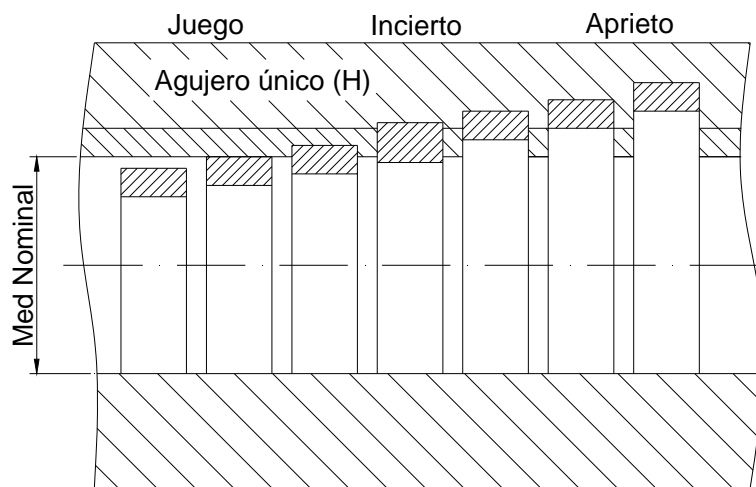 Juego
Incierto
Aprieto
Agujero único (H)
Med Nominal